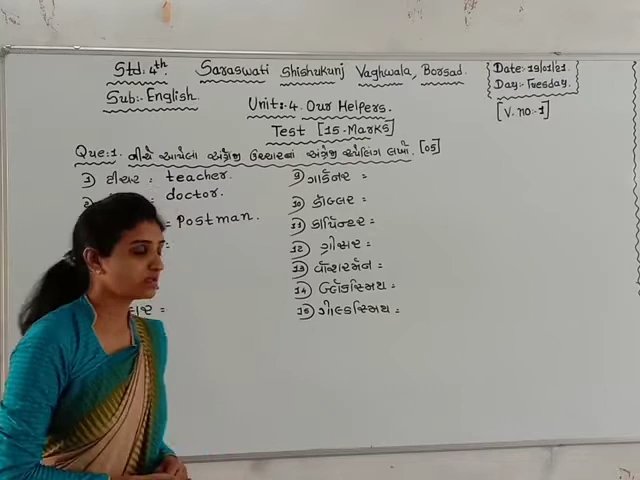 Std: 4th
Saraswati Shishukunj Vaghwala, Borsad.
Date:- 19/01/21.
Day:- Tuesday.
Sub:- English.
Unit:- 4. Our Helpers.
[V. no:- 1]
Test [15-Marks]
Que:1. નીચે આપેલા અંગ્રેજી ઉચ્ચારનાં અંગ્રેજી સ્પેલિંગ લખો. [05]
1) ટીચર : teacher.
2) : doctor.
= Postman.
9) ગાર્ડનર :
10) કોબ્લર :
11) કાર્પેન્ટર :
12) ગ્રોસર :
13) વૉશરમેન :
14) બ્લૅકસ્મિથ :
15) ગોલ્ડસ્મિથ :